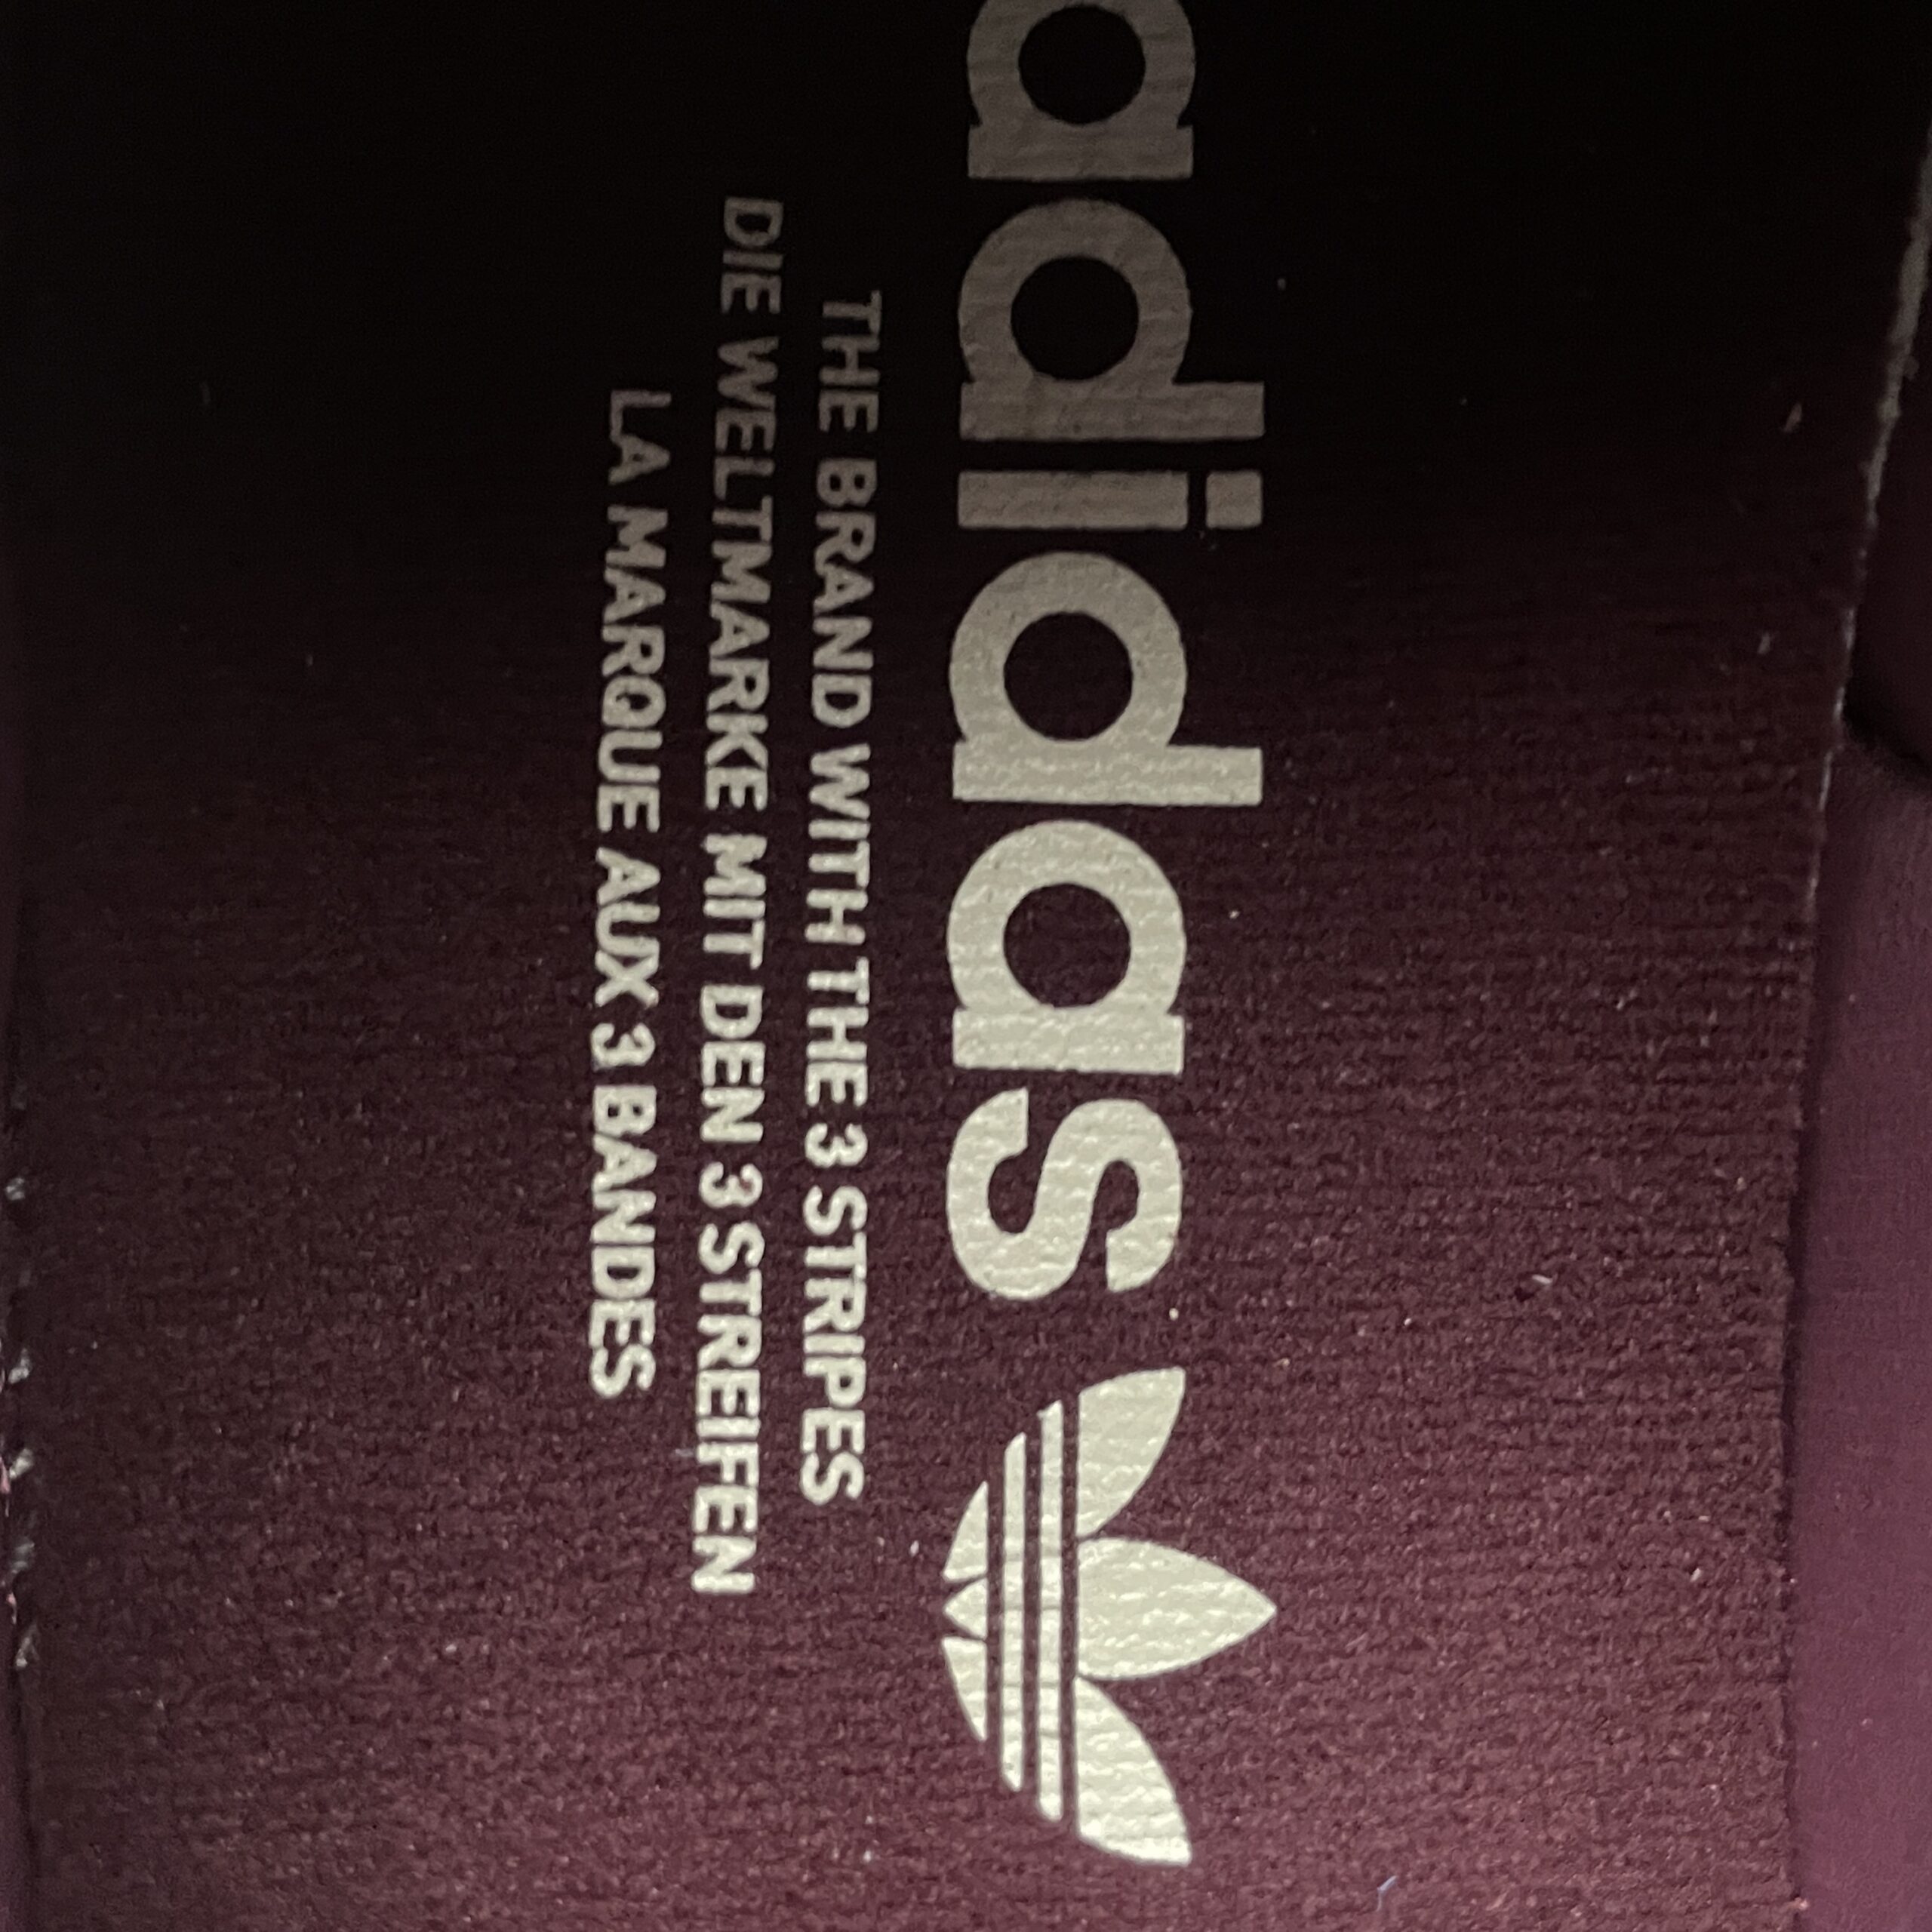 adidas
THE BRAND WITH THE 3 STRIPES
DIE WELTMARKE MIT DEN 3 STREIFEN
LA MARQUE AUX 3 BANDES